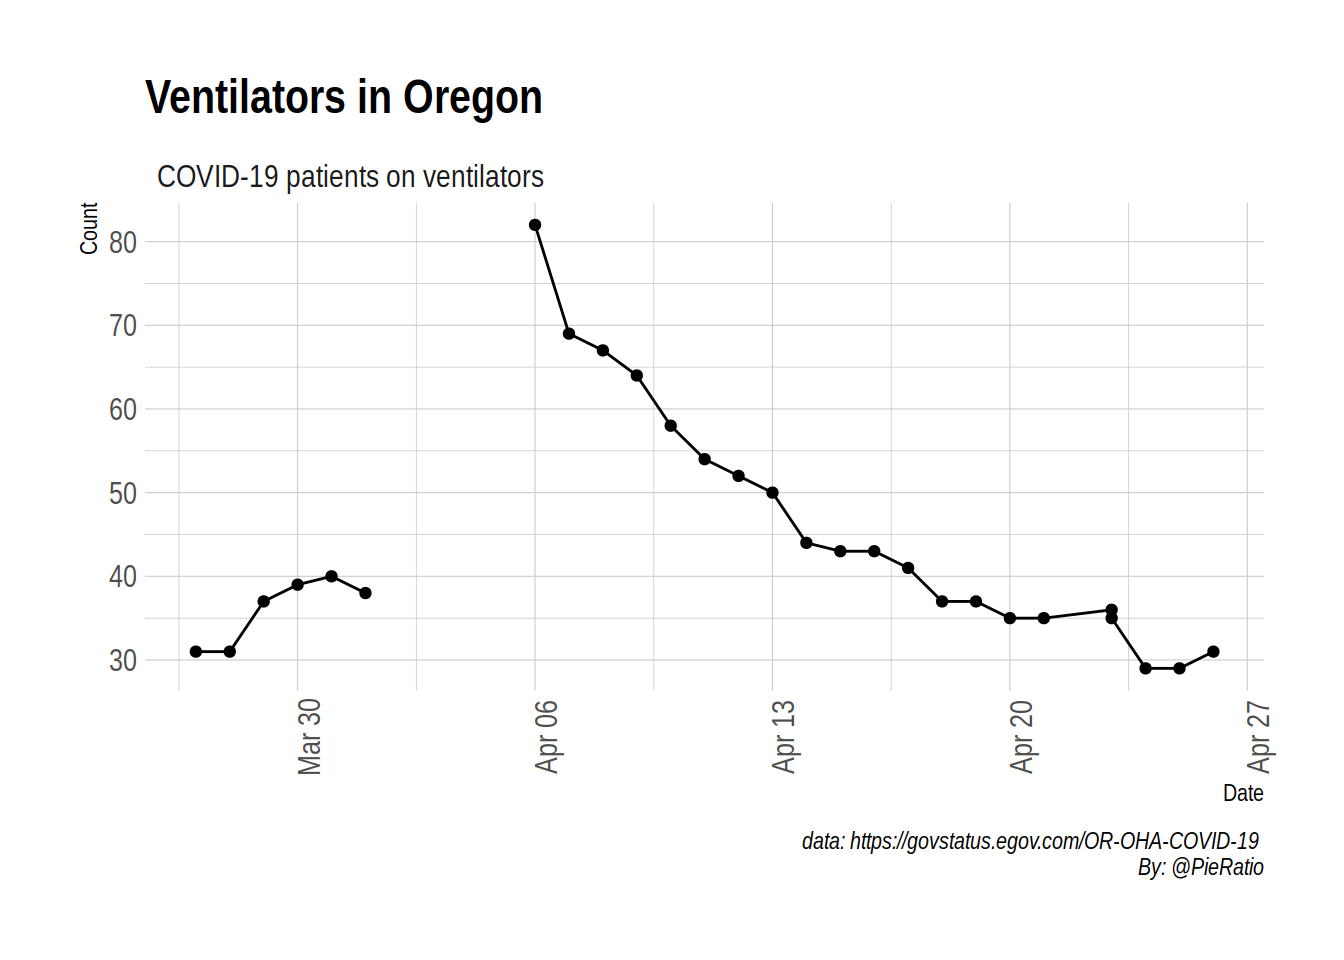 Ventilators in Oregon
COVID-19 patients on ventilators
Count
80
70
60
50
40
30
Mar 30
Apr 06
Apr 13
Apr 20
Apr 27
Date
data: https://govstatus.egov.com/OR-OHA-COVID-19
By: @PieRatio